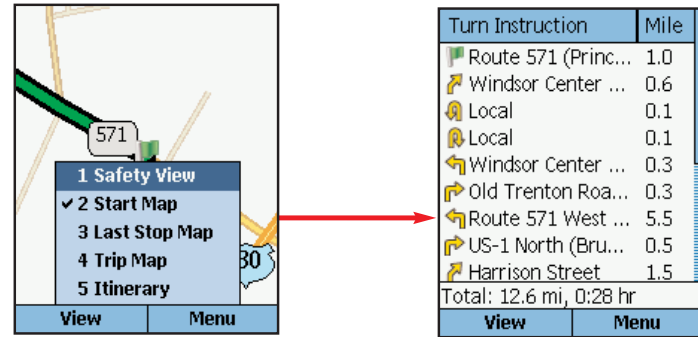 571
1 Safety View
2 Start Map
3 Last Stop Map
4 Trip Map
30
5 Itinerary
View Menu
Turn Instruction Mile
Route 571 (Princ... 1.0
Windsor Center ... 0.6
Local 0.1
Local 0.1
Windsor Center ... 0.3
Old Trenton Roa... 0.3
Route 571 West ... 5.5
US-1 North (Bru... 0.5
Harrison Street 1.5
Total: 12.6 mi, 0:28 hr
View Menu